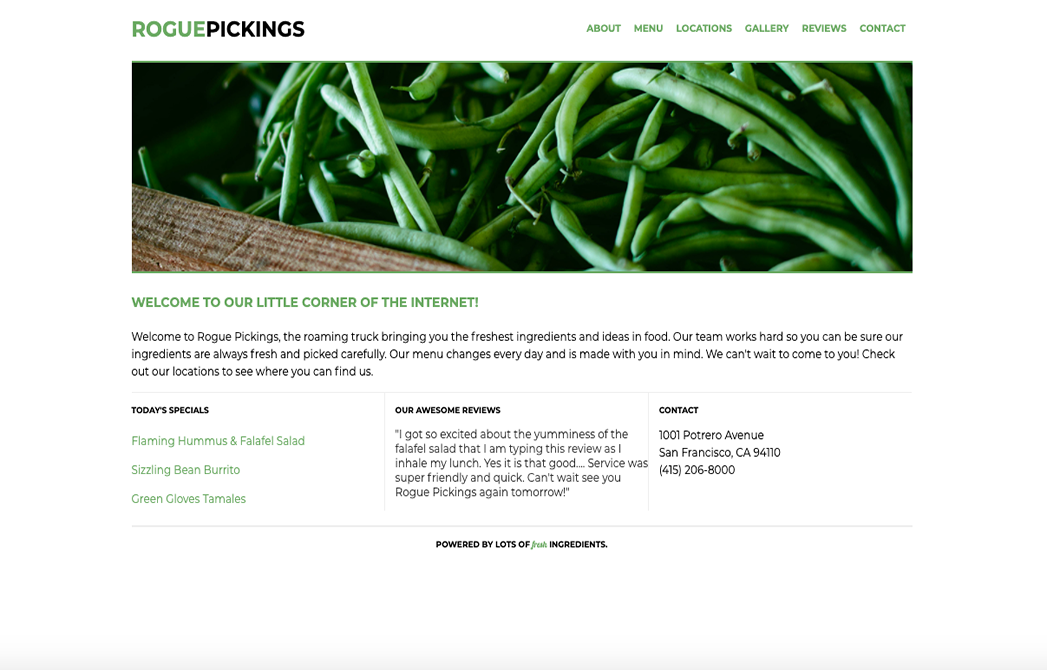 ROGUEPICKINGS
ABOUT MENU LOCATIONS GALLERY REVIEWS CONTACT
WELCOME TO OUR LITTLE CORNER OF THE INTERNET!
Welcome to Rogue Pickings, the roaming truck bringing you the freshest ingredients and ideas in food. Our team works hard so you can be sure our
ingredients are always fresh and picked carefully. Our menu changes every day and is made with you in mind. We can't wait to come to you! Check
out our locations to see where you can find us.
TODAY'S SPECIALS
Flaming Hummus & Falafel Salad
Sizzling Bean Burrito
Green Gloves Tamales
OUR AWESOME REVIEWS
"I got so excited about the yumminess of the
falafel salad that I am typing this review as I
inhale my lunch. Yes it is that good.... Service was
super friendly and quick. Can't wait see you
Rogue Pickings again tomorrow!"
CONTACT
1001 Potrero Avenue
San Francisco, CA 94110
(415) 206-8000
POWERED BY LOTS OF fresh INGREDIENTS.